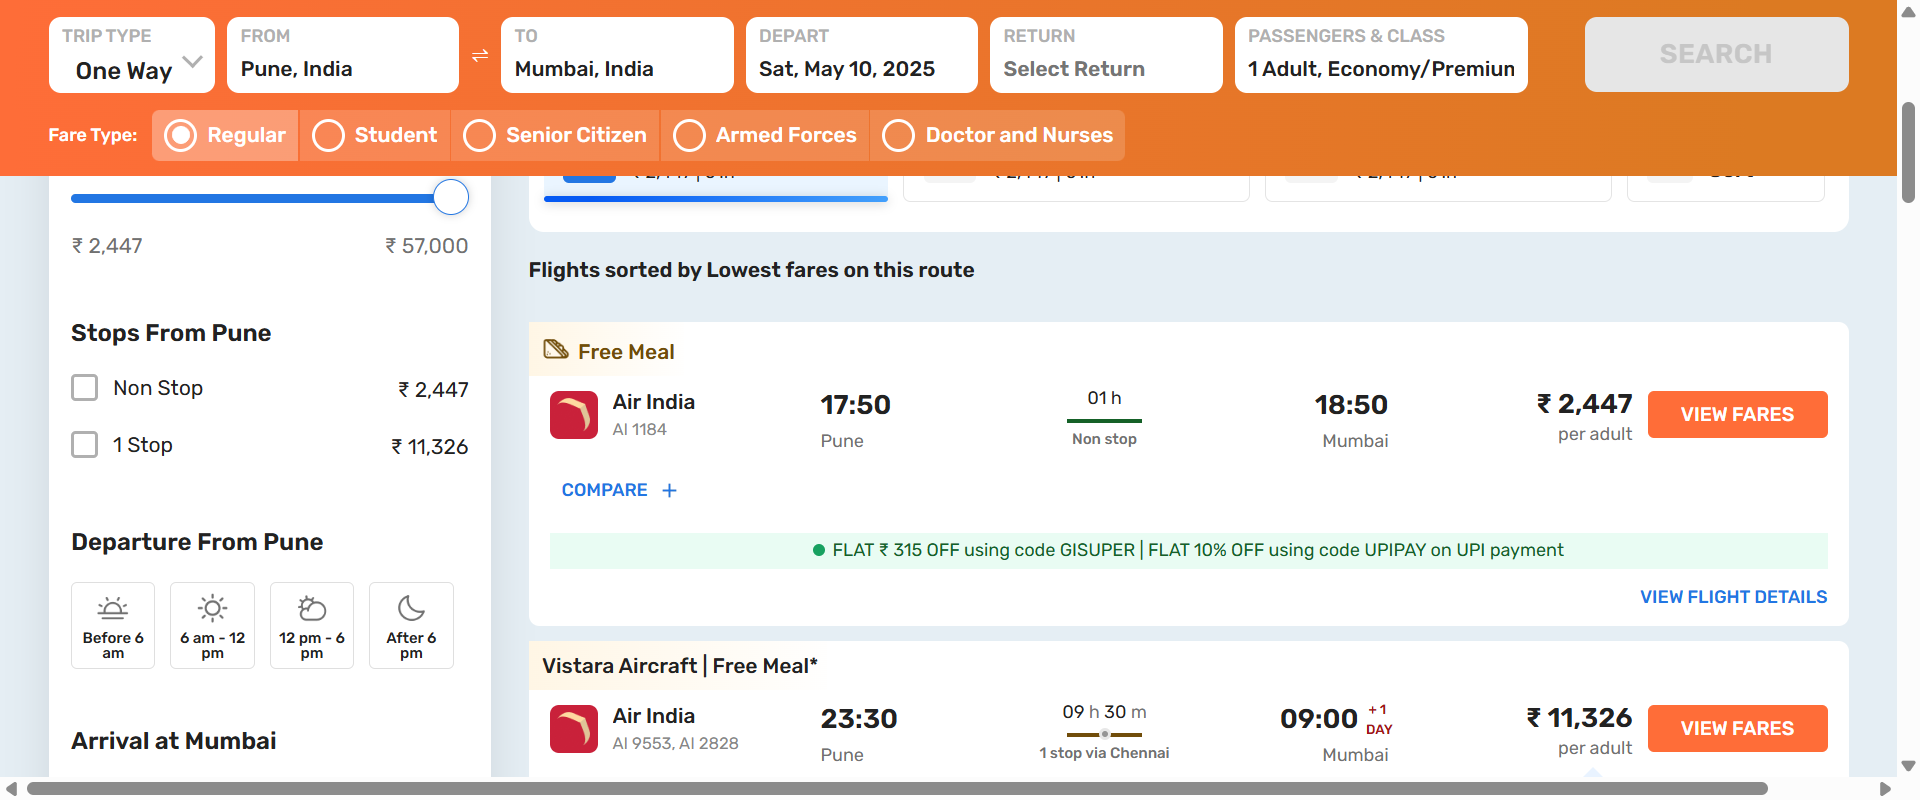 TRIP TYPE
One Way
FROM
Pune, India
TO
Mumbai, India
DEPART
Sat, May 10, 2025
RETURN
Select Return
PASSENGERS & CLASS
1 Adult, Economy/Premiun
SEARCH
Fare Type:
Regular
Student
Senior Citizen
Armed Forces
Doctor and Nurses
₹ 2,447
₹ 57,000
Stops From Pune
Non Stop ₹ 2,447
1 Stop ₹ 11,326
Departure From Pune
Before 6 am
6 am - 12 pm
12 pm - 6 pm
After 6 pm
Arrival at Mumbai
Flights sorted by Lowest fares on this route
Free Meal
Air India
AI 1184
17:50
Pune
01 h
Non stop
18:50
Mumbai
₹ 2,447
per adult
VIEW FARES
COMPARE +
FLAT ₹ 315 OFF using code GISUPER | FLAT 10% OFF using code UPIPAY on UPI payment
VIEW FLIGHT DETAILS
Vistara Aircraft | Free Meal*
Air India
AI 9553, AI 2828
23:30
Pune
09 h 30 m
1 stop via Chennai
09:00
+ 1 DAY
Mumbai
₹ 11,326
per adult
VIEW FARES